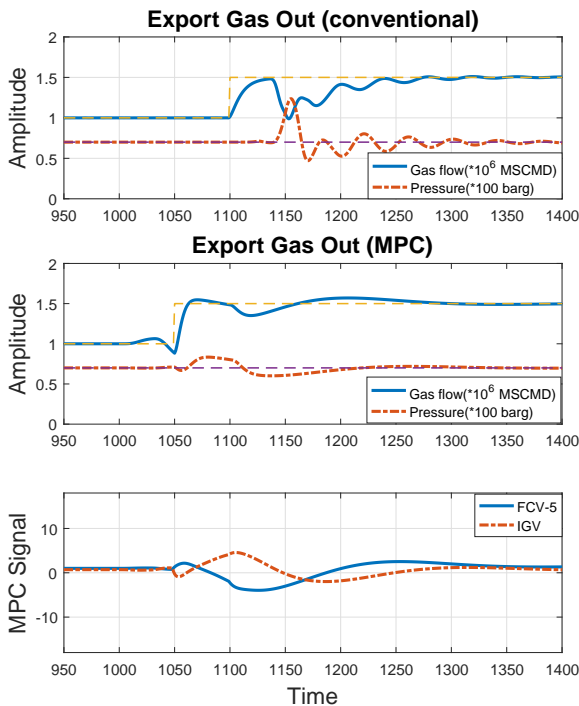 Export Gas Out (conventional)
2
1.5
1
0.5
0
Amplitude
Gas flow(*10^6 MSCMD)
Pressure(*100 barg)
950 1000 1050 1100 1150 1200 1250 1300 1350 1400
Export Gas Out (MPC)
2
1.5
1
0.5
0
Amplitude
Gas flow(*10^6 MSCMD)
Pressure(*100 barg)
950 1000 1050 1100 1150 1200 1250 1300 1350 1400
10
0
-10
MPC Signal
FCV-5
IGV
950 1000 1050 1100 1150 1200 1250 1300 1350 1400
Time